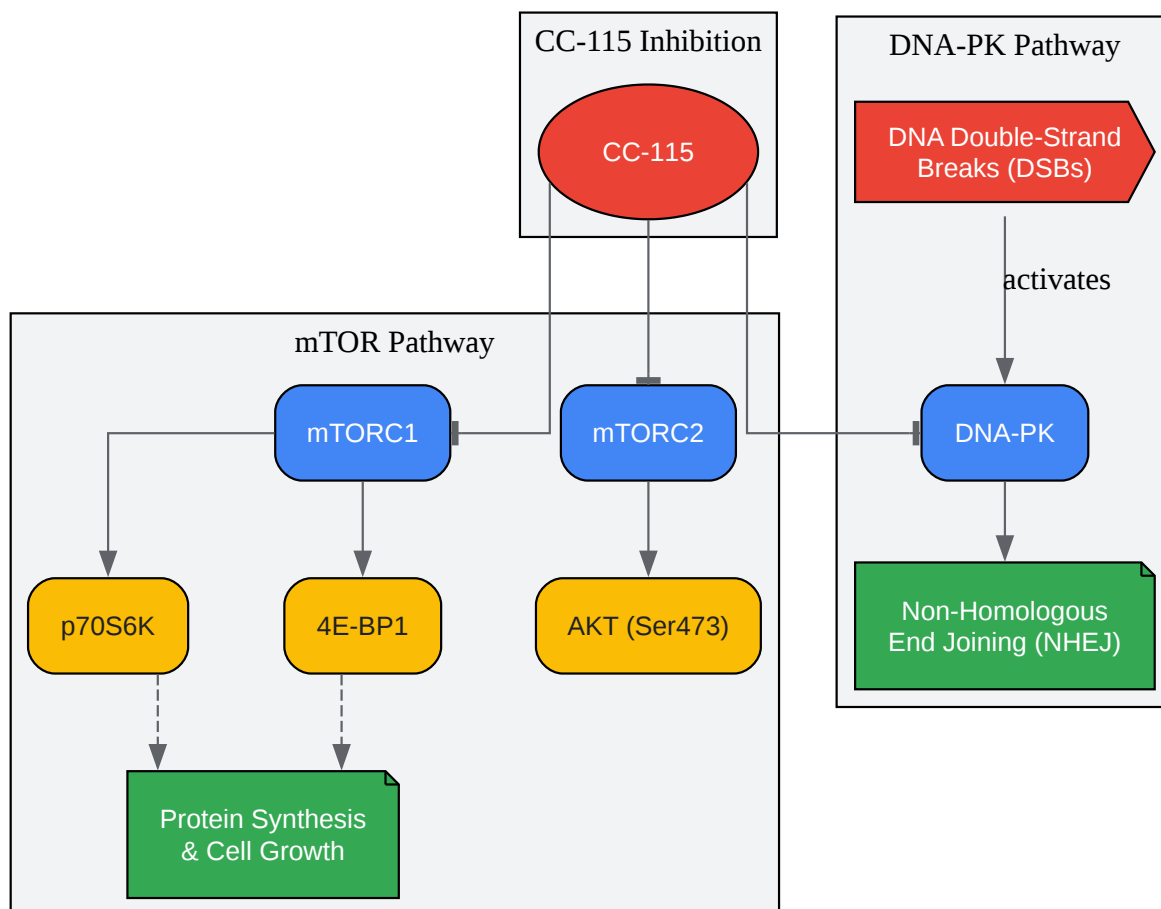 CC-115 Inhibition
DNA-PK Pathway
CC-115
DNA Double-Strand
Breaks (DSBs)
activates
mTOR Pathway
mTORC1
mTORC2
DNA-PK
p70S6K
4E-BP1
AKT (Ser473)
Non-Homologous
End Joining (NHEJ)
Protein Synthesis
& Cell Growth